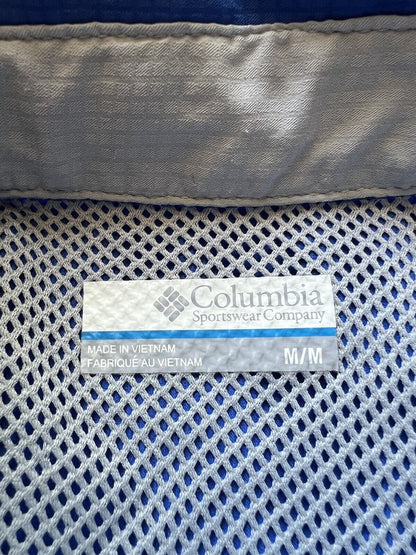 Columbia
Sportswear Company
MADE IN VIETNAM
FABRIQUÉ AU VIETNAM
M/M